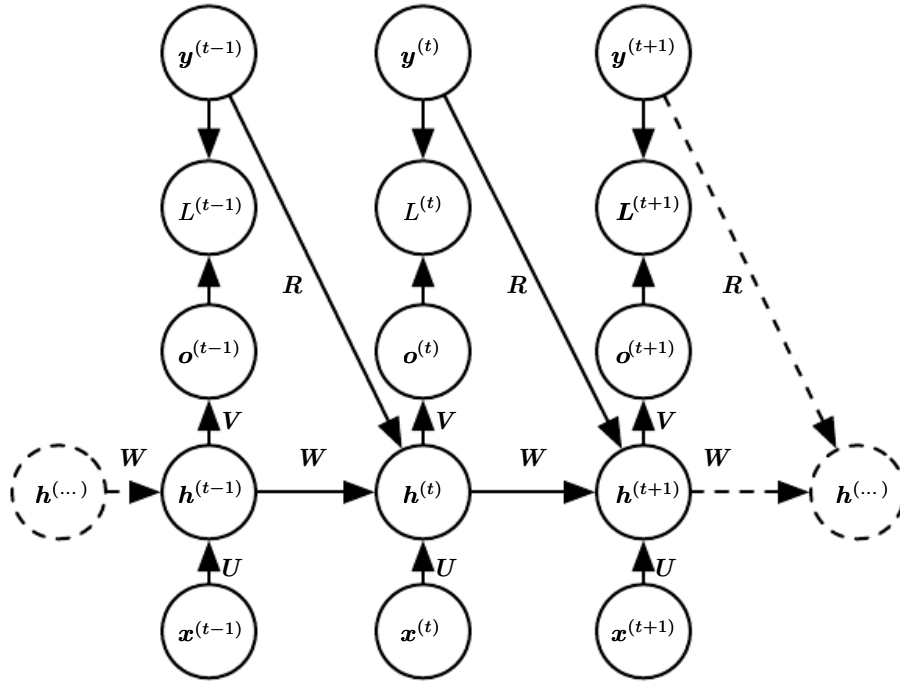 y^(t−1) y^(t) y^(t+1)
L^(t−1) L^(t) L^(t+1)
R R R
o^(t−1) o^(t) o^(t+1)
V V V
W W W W
h^(...) h^(t−1) h^(t) h^(t+1) h^(...)
U U U
x^(t−1) x^(t) x^(t+1)